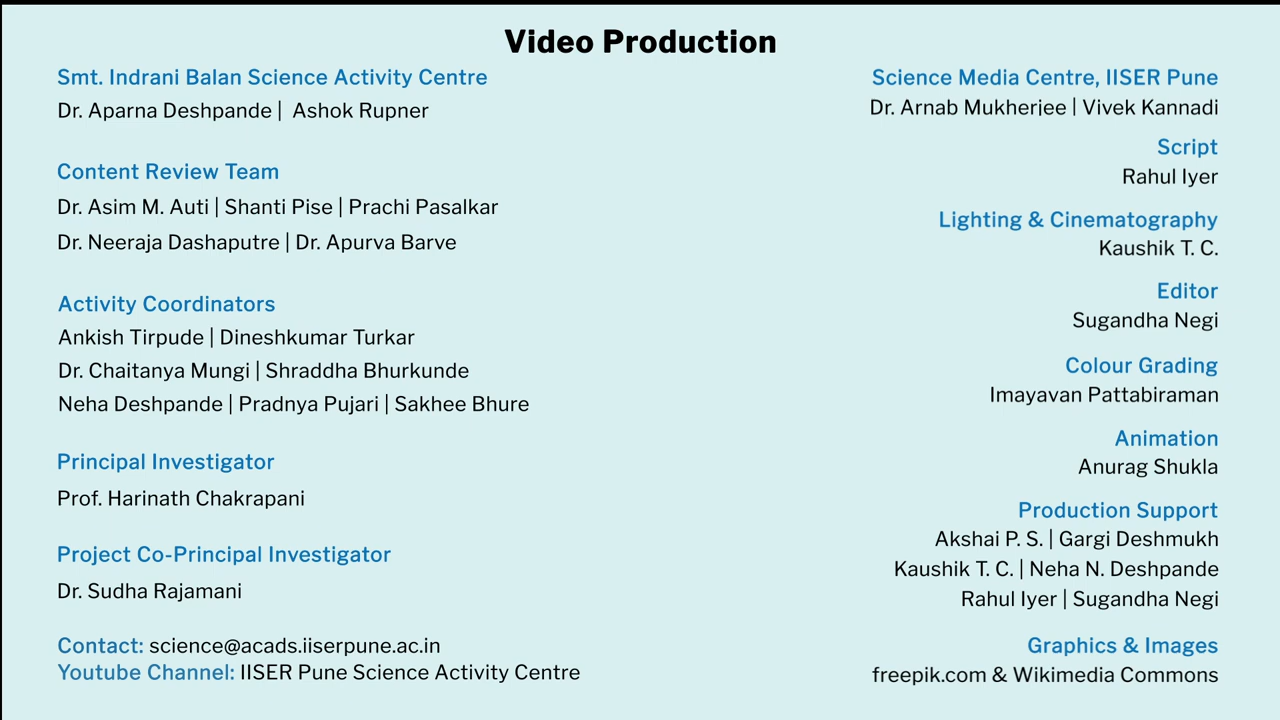 Video Production
Smt. Indrani Balan Science Activity Centre
Dr. Aparna Deshpande | Ashok Rupner
Content Review Team
Dr. Asim M. Auti | Shanti Pise | Prachi Pasalkar
Dr. Neeraja Dashaputre | Dr. Apurva Barve
Activity Coordinators
Ankish Tirpude | Dineshkumar Turkar
Dr. Chaitanya Mungi | Shraddha Bhurkunde
Neha Deshpande | Pradnya Pujari | Sakhee Bhure
Principal Investigator
Prof. Harinath Chakrapani
Project Co-Principal Investigator
Dr. Sudha Rajamani
Contact: science@acads.iiserpune.ac.in
Youtube Channel: IISER Pune Science Activity Centre
Science Media Centre, IISER Pune
Dr. Arnab Mukherjee | Vivek Kannadi
Script
Rahul Iyer
Lighting & Cinematography
Kaushik T. C.
Editor
Sugandha Negi
Colour Grading
Imayavan Pattabiraman
Animation
Anurag Shukla
Production Support
Akshai P. S. | Gargi Deshmukh
Kaushik T. C. | Neha N. Deshpande
Rahul Iyer | Sugandha Negi
Graphics & Images
freepik.com & Wikimedia Commons